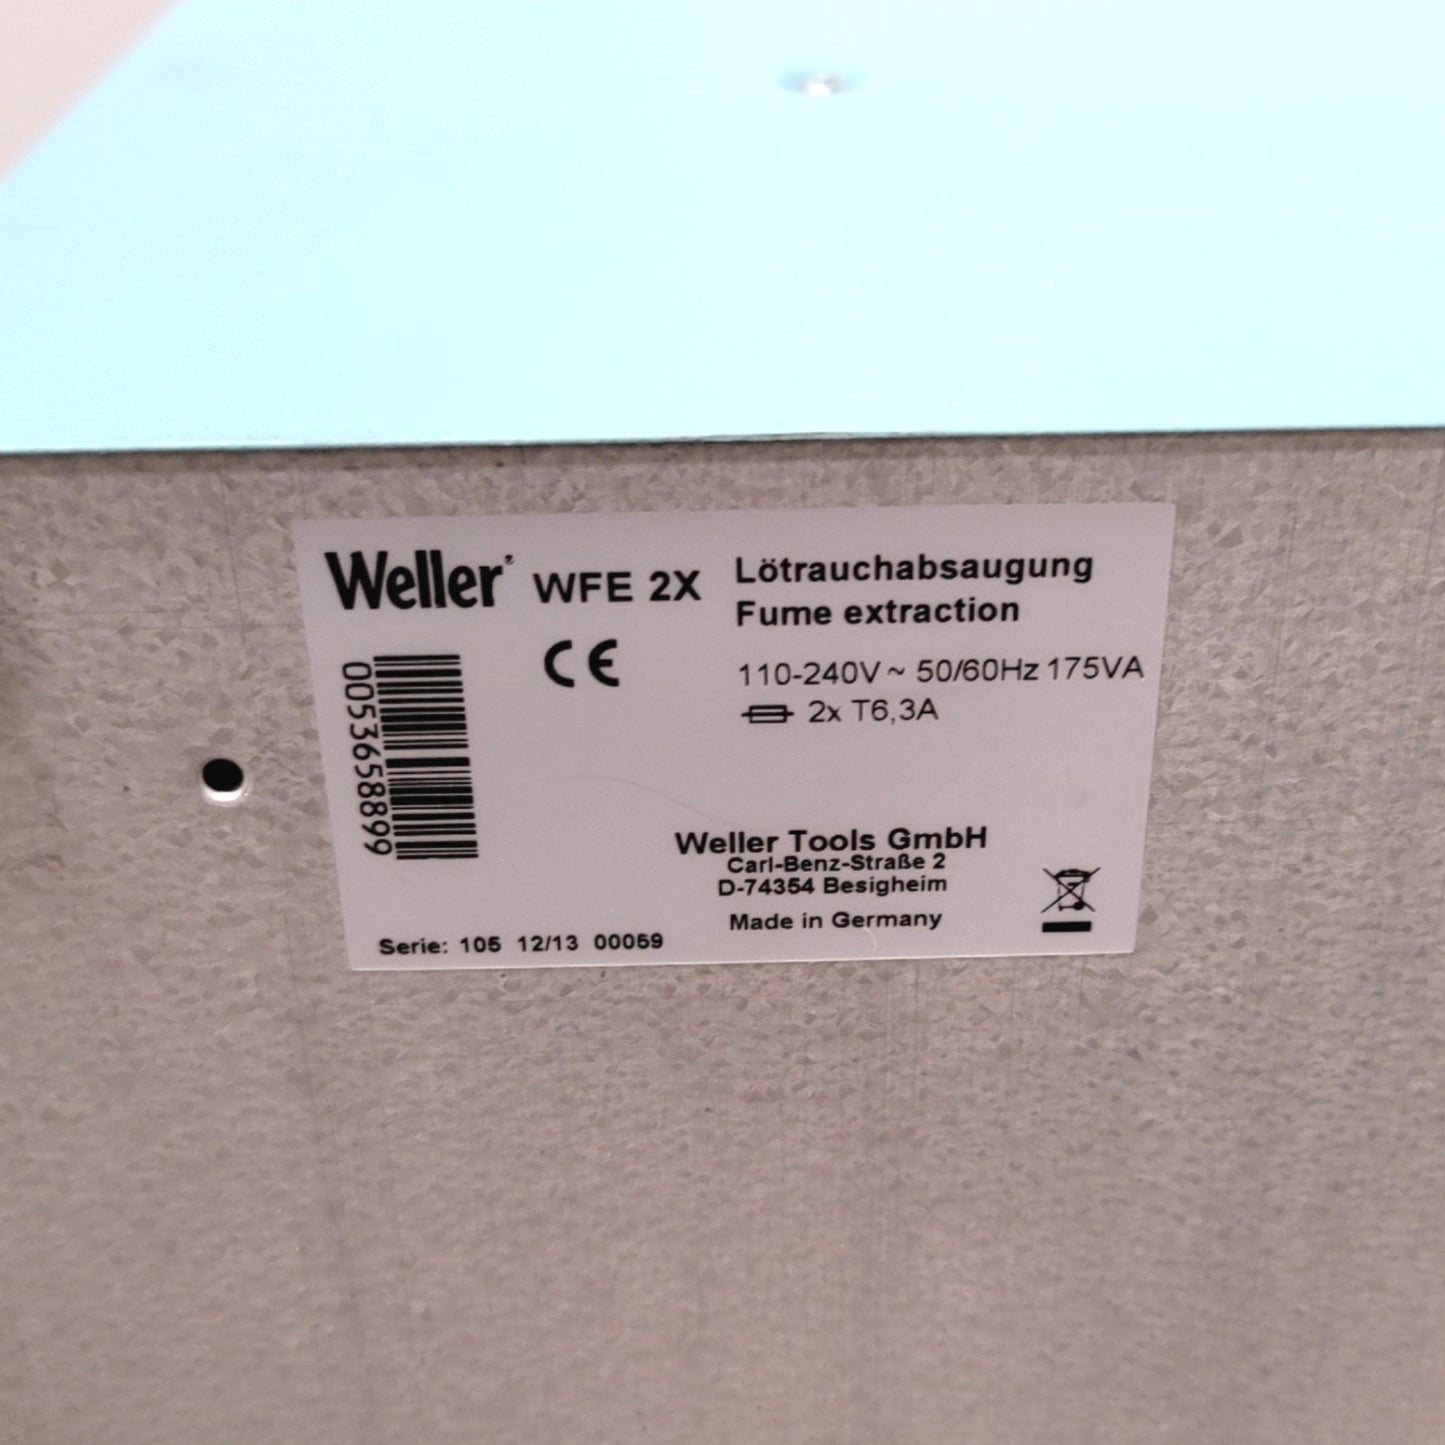 Weller® WFE 2X
Lötrauchabsaugung
Fume extraction
CE
110-240V ~ 50/60Hz 175VA
2x T6,3A
0053658899
Weller Tools GmbH
Carl-Benz-Straße 2
D-74354 Besigheim
Made in Germany
Serie: 105 12/13 00059